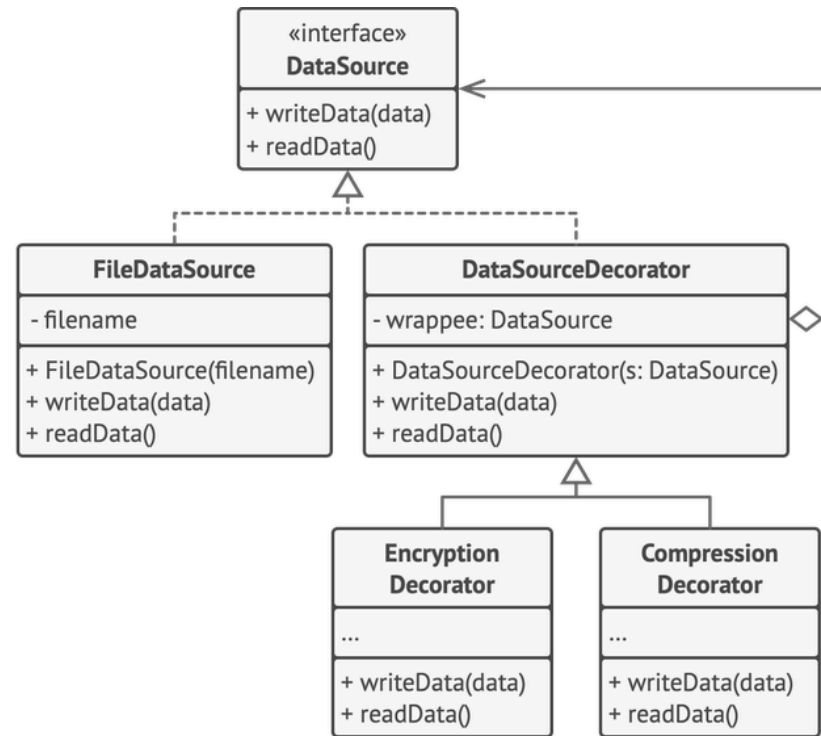 «interface»
DataSource
+ writeData(data)
+ readData()
FileDataSource
- filename
+ FileDataSource(filename)
+ writeData(data)
+ readData()
DataSourceDecorator
- wrappee: DataSource
+ DataSourceDecorator(s: DataSource)
+ writeData(data)
+ readData()
Encryption
Decorator
...
+ writeData(data)
+ readData()
Compression
Decorator
...
+ writeData(data)
+ readData()